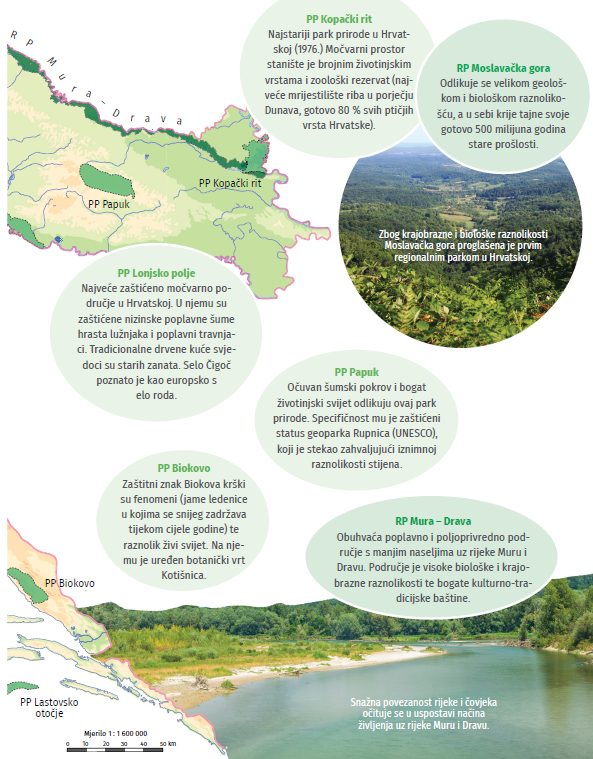 PP Kopački rit
Najstariji park prirode u Hrvat-
skoj (1976.) Močvarni prostor
stanište je brojnim životinjskim
vrstama i zoološki rezervat (naj-
veće mrijestilište riba u porječju
Dunava, gotovo 80 % svih ptičjih
vrsta Hrvatske).
RP Moslavačka gora
Odlikuje se velikom geološ-
kom i biološkom raznoliko-
šću, a u sebi krije tajne svoje
gotovo 500 milijuna godina
stare prošlosti.
RP Mura-Drava
PP Kopački rit
PP Papuk
Zbog krajobrazne i biološke raznolikosti
Moslavačka gora proglašena je prvim
regionalnim parkom u Hrvatskoj.
PP Lonjsko polje
Najveće zaštićeno močvarno po-
dručje u Hrvatskoj. U njemu su
zaštićene nizinske poplavne šume
hrasta lužnjaka i poplavni travnja-
ci. Tradicionalne drvene kuće svje-
doci su starih zanata. Selo Čigoč
poznato je kao europsko s
elo roda.
PP Papuk
Očuvan šumski pokrov i bogat
životinjski svijet odlikuju ovaj park
prirode. Specifičnost mu je zaštićeni
status geoparka Rupnica (UNESCO),
koji je stekao zahvaljujući iznimnoj
raznolikosti stijena.
PP Biokovo
Zaštitni znak Biokova krški
su fenomeni (jame ledenice
u kojima se snijeg zadržava
tijekom cijele godine) te
raznolik živi svijet. Na nje-
mu je uređen botanički vrt
Kotišnica.
RP Mura – Drava
Obuhvaća poplavno i poljoprivredno pod-
ručje s manjim naseljima uz rijeke Muru i
Dravu. Područje je visoke biološke i krajo-
brazne raznolikosti te bogate kulturno-tra-
dicijske baštine.
PP Biokovo
PP Lastovsko
otočje
Snažna povezanost rijeke i čovjeka
očituje se u uspostavi načina
življenja uz rijeke Muru i Dravu.
Mjerilo 1 : 1 600 000
0 10 20 30 40 50 km